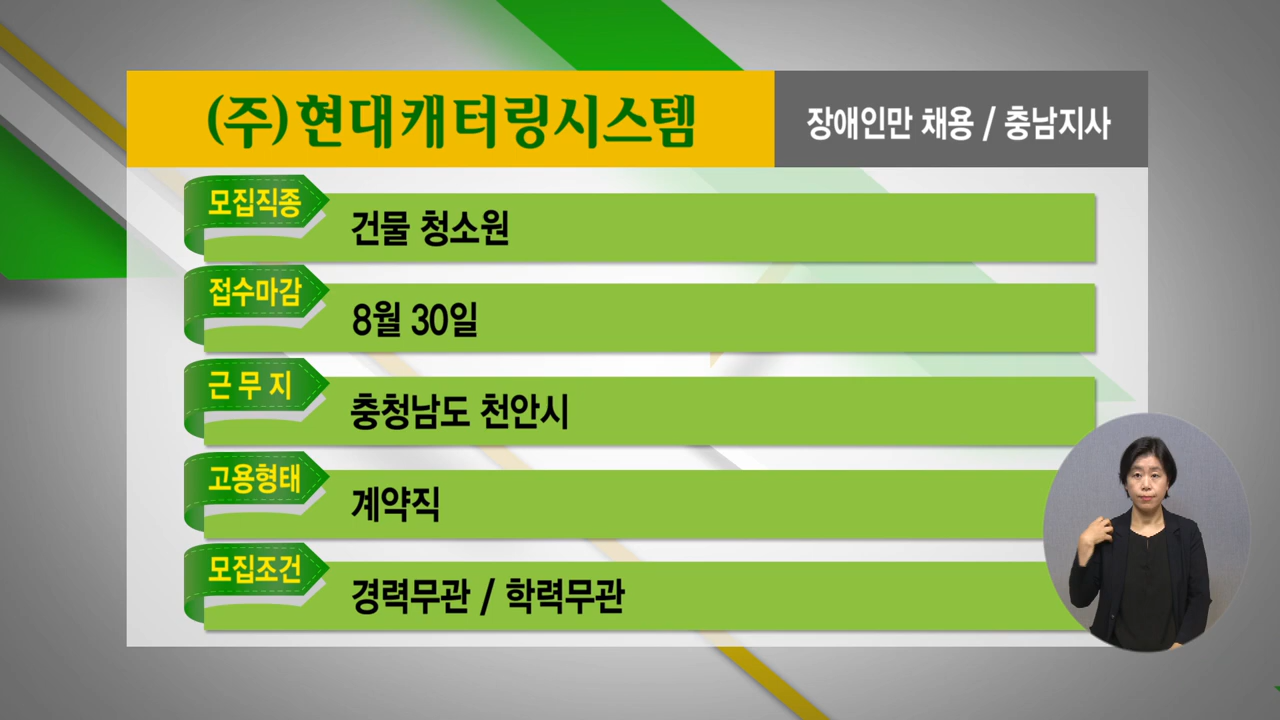 (주)현대캐터링시스템
장애인만 채용 / 충남지사
모집직종
건물 청소원
접수마감
8월 30일
근 무 지
충청남도 천안시
고용형태
계약직
모집조건
경력무관 / 학력무관